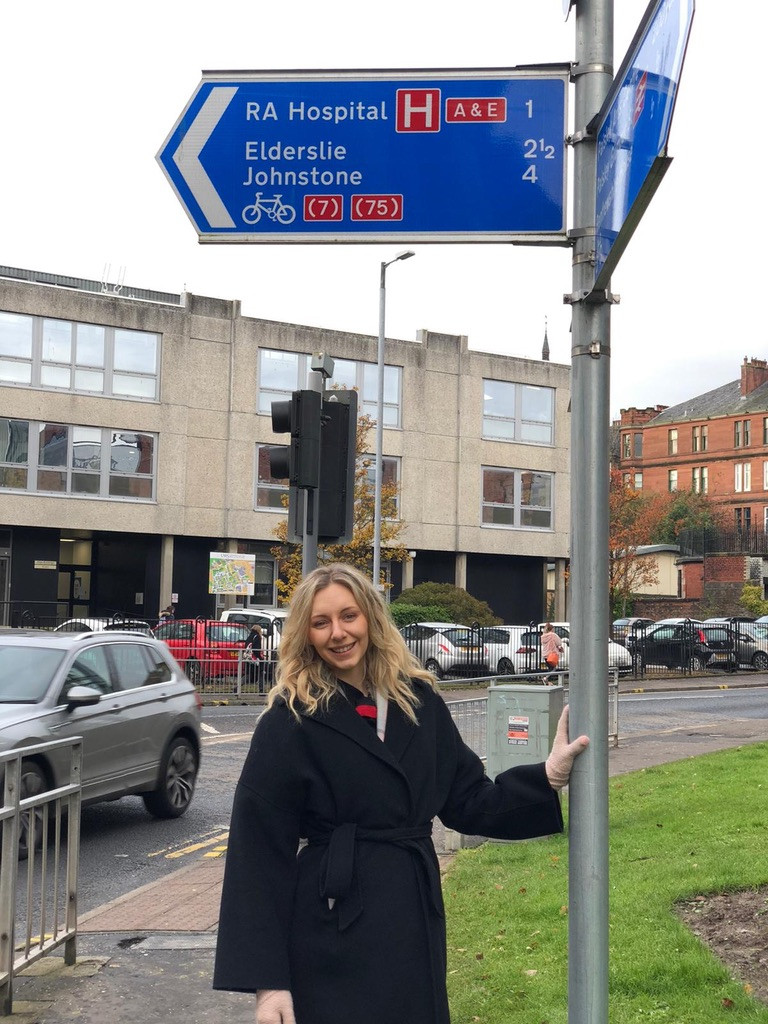 RA Hospital H A & E 1
Elderslie 2½
Johnstone 4
(7) (75)